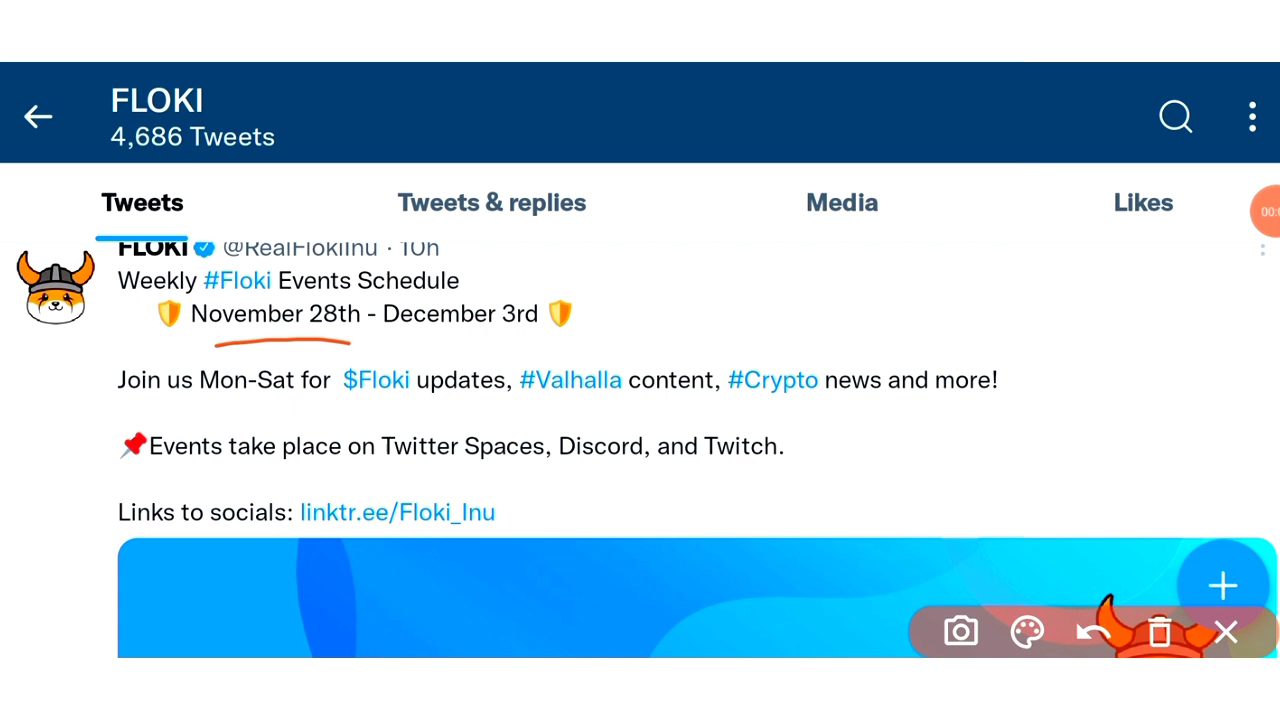 FLOKI
4,686 Tweets
Tweets
Tweets & replies
Media
Likes
FLOKI @RealFlokiInu · 10h
Weekly #Floki Events Schedule
November 28th - December 3rd
Join us Mon-Sat for $Floki updates, #Valhalla content, #Crypto news and more!
Events take place on Twitter Spaces, Discord, and Twitch.
Links to socials: linktr.ee/Floki_Inu